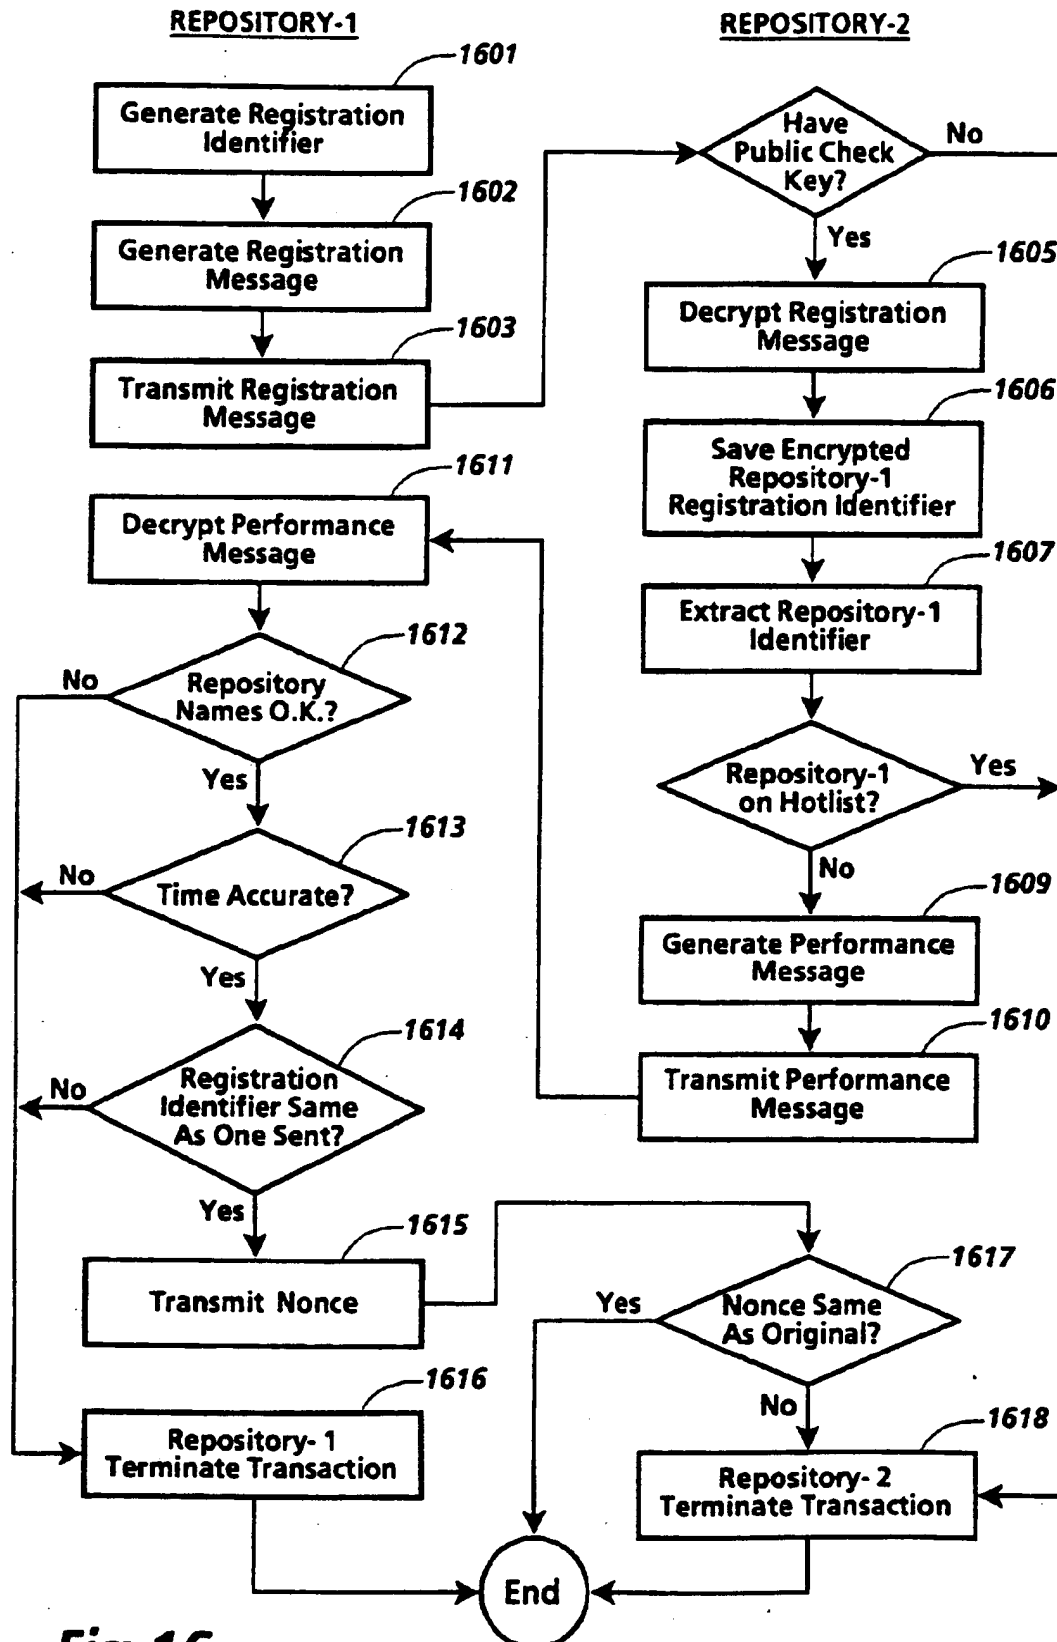 REPOSITORY-1
1601
Generate Registration
Identifier
1602
Generate Registration
Message
1603
Transmit Registration
Message
1611
Decrypt Performance
Message
1612
No
Repository
Names O.K.?
Yes
1613
No
Time Accurate?
Yes
1614
No
Registration
Identifier Same
As One Sent?
Yes
1615
Transmit Nonce
1616
Repository- 1
Terminate Transaction
REPOSITORY-2
Have
Public Check
Key?
No
Yes
1605
Decrypt Registration
Message
1606
Save Encrypted
Repository-1
Registration Identifier
1607
Extract Repository-1
Identifier
Repository-1
on Hotlist?
Yes
No
1609
Generate Performance
Message
1610
Transmit Performance
Message
1617
Yes
Nonce Same
As Original?
No
1618
Repository- 2
Terminate Transaction
End
Fig. 16